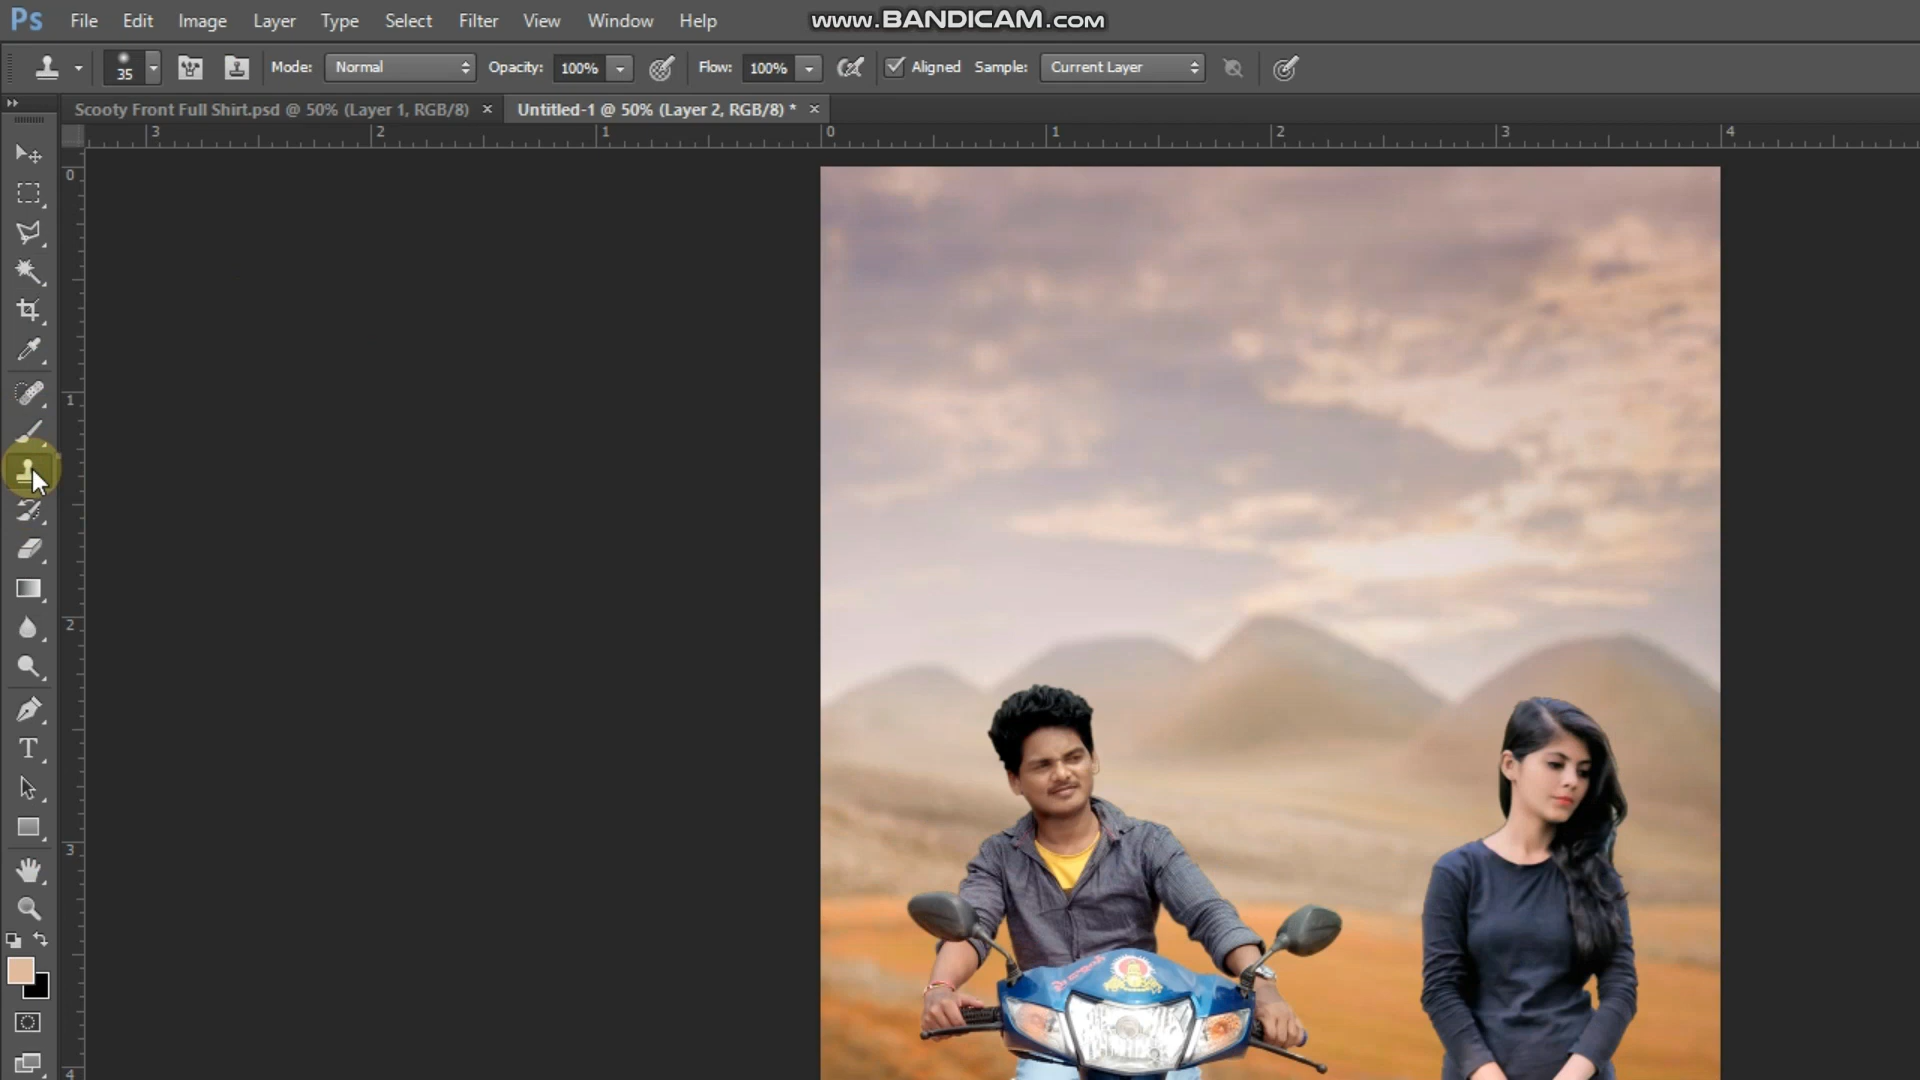 Ps File Edit Image Layer Type Select Filter View Window Help
www.BANDICAM.com
35 Mode: Normal Opacity: 100% Flow: 100% Aligned Sample: Current Layer
Scooty Front Full Shirt.psd @ 50% (Layer 1, RGB/8) × Untitled-1 @ 50% (Layer 2, RGB/8) * ×
3 2 1 0 1 2 3 4
0
1
2
T
3
4